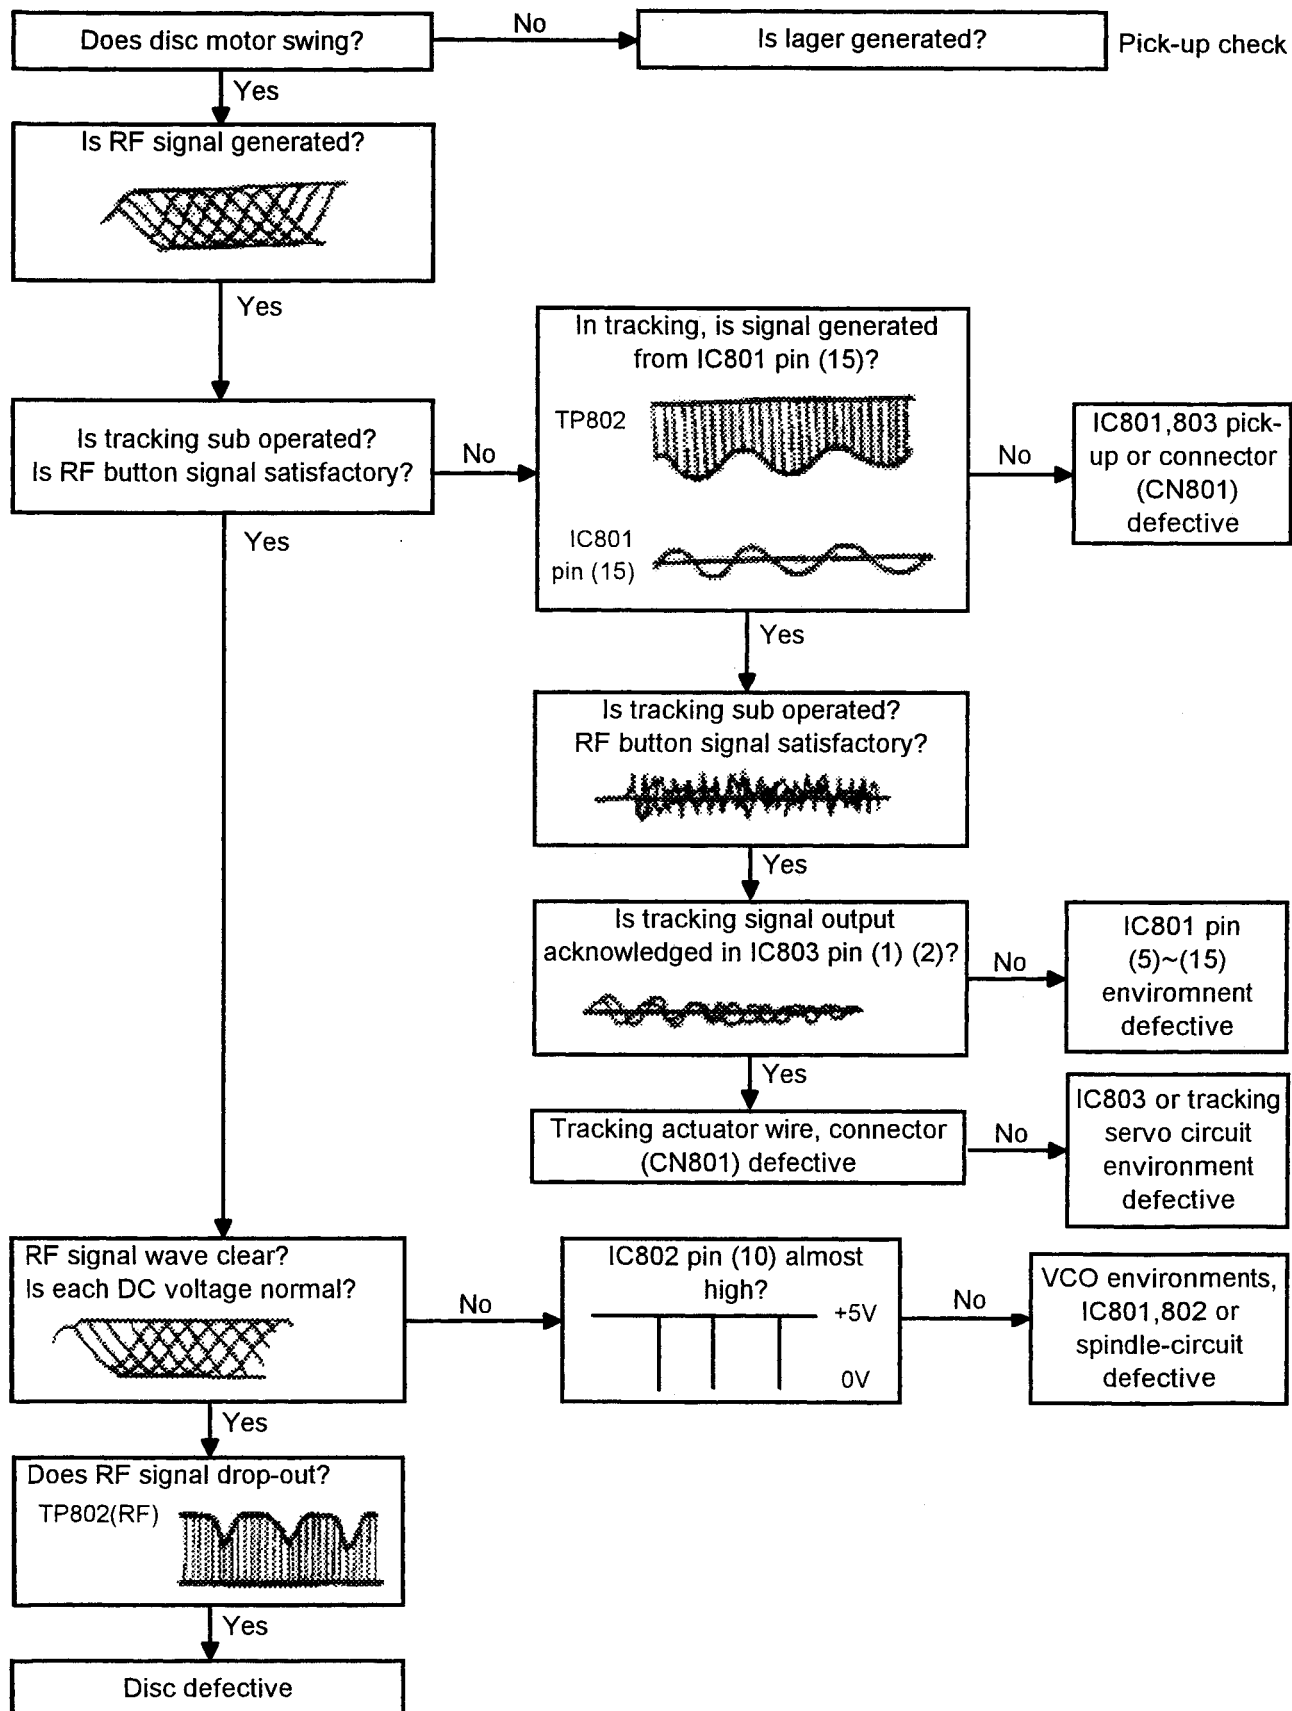 Does disc motor swing?
No
Is lager generated?
Pick-up check
Yes
Is RF signal generated?
Yes
In tracking, is signal generated
from IC801 pin (15)?
TP802
IC801
pin (15)
Is tracking sub operated?
Is RF button signal satisfactory?
No
No
IC801,803 pick-
up or connector
(CN801)
defective
Yes
Yes
Is tracking sub operated?
RF button signal satisfactory?
Yes
Is tracking signal output
acknowledged in IC803 pin (1) (2)?
No
IC801 pin
(5)~(15)
enviromnent
defective
Yes
Tracking actuator wire, connector
(CN801) defective
No
IC803 or tracking
servo circuit
environment
defective
RF signal wave clear?
Is each DC voltage normal?
No
IC802 pin (10) almost
high?
+5V
0V
No
VCO environments,
IC801,802 or
spindle-circuit
defective
Yes
Does RF signal drop-out?
TP802(RF)
Yes
Disc defective